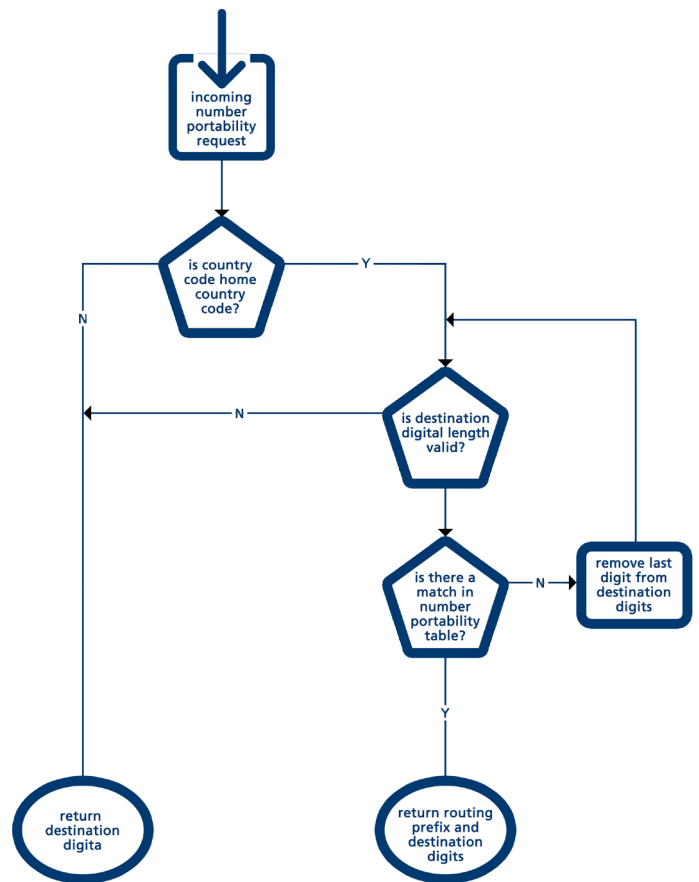 incoming
number
portability
request
is country
code home
country
code?
Y
N
is destination
digital length
valid?
N
is there a
match in
number
portability
table?
N
remove last
digit from
destination
digits
Y
return
destination
digita
return routing
prefix and
destination
digits